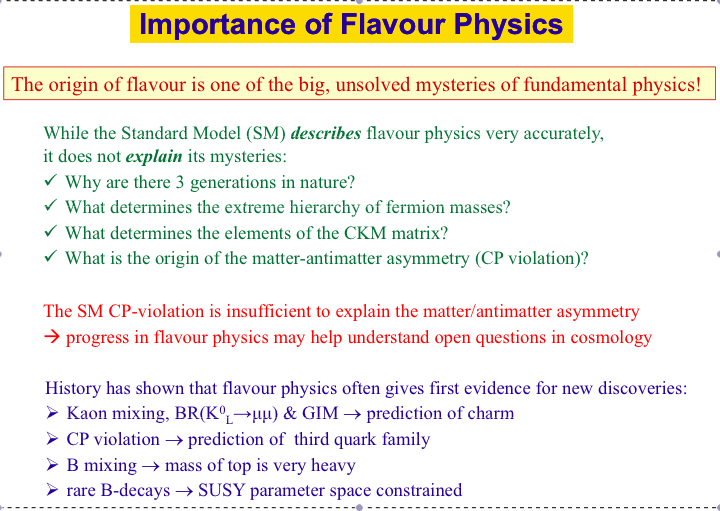 Importance of Flavour Physics
The origin of flavour is one of the big, unsolved mysteries of fundamental physics!
While the Standard Model (SM) describes flavour physics very accurately,
it does not explain its mysteries:
✓ Why are there 3 generations in nature?
✓ What determines the extreme hierarchy of fermion masses?
✓ What determines the elements of the CKM matrix?
✓ What is the origin of the matter-antimatter asymmetry (CP violation)?
The SM CP-violation is insufficient to explain the matter/antimatter asymmetry
→ progress in flavour physics may help understand open questions in cosmology
History has shown that flavour physics often gives first evidence for new discoveries:
➢ Kaon mixing, BR(K⁰L→μμ) & GIM → prediction of charm
➢ CP violation → prediction of third quark family
➢ B mixing → mass of top is very heavy
➢ rare B-decays → SUSY parameter space constrained